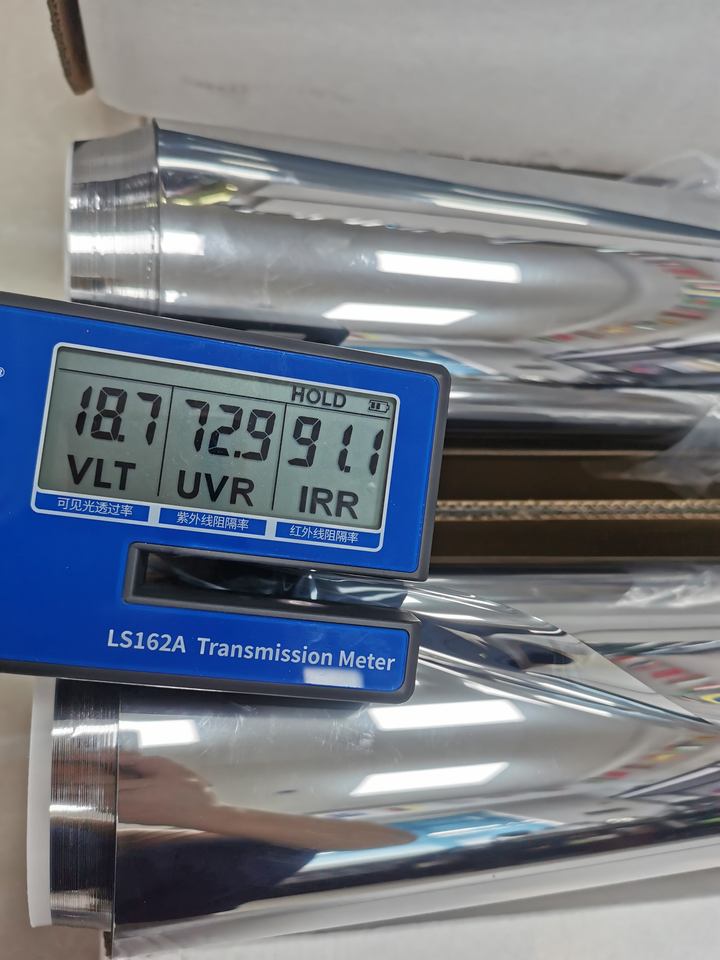 ®
HOLD
18.7 72.9 91.1
VLT UVR IRR
可见光透过率 紫外线阻隔率 红外线阻隔率
LS162A Transmission Meter